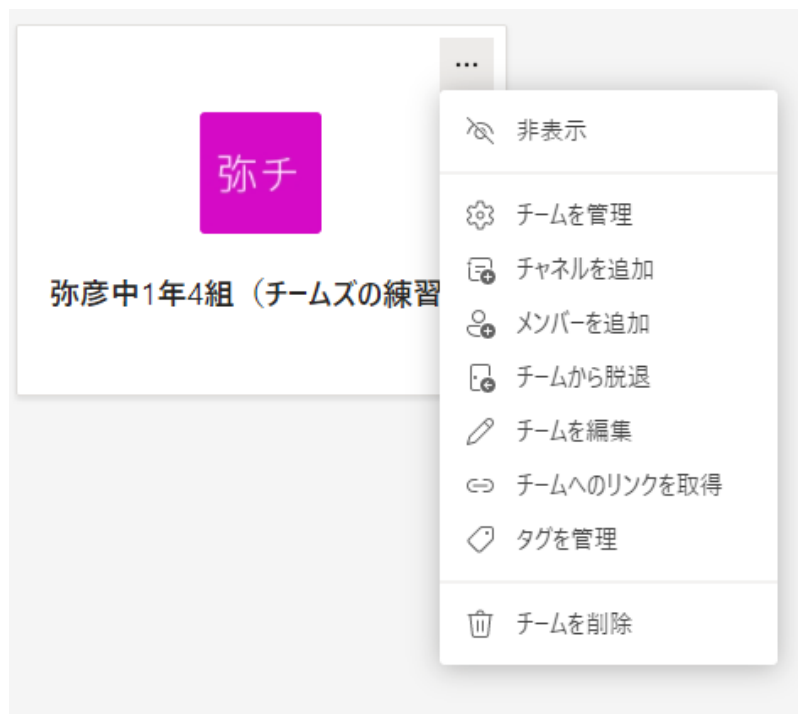 …
弥チ
弥彦中1年4組（チームズの練習
非表示
チームを管理
チャネルを追加
メンバーを追加
チームから脱退
チームを編集
チームへのリンクを取得
タグを管理
チームを削除